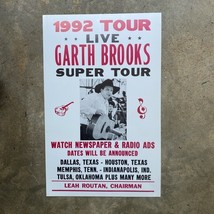 1992 TOUR
LIVE
GARTH BROOKS
SUPER TOUR
WATCH NEWSPAPER & RADIO ADS
DATES WILL BE ANNOUNCED
DALLAS, TEXAS - HOUSTON, TEXAS
MEMPHIS, TENN. - INDIANAPOLIS, IND.
TULSA, OKLAHOMA PLUS MANY MORE
LEAH ROUTAN, CHAIRMAN